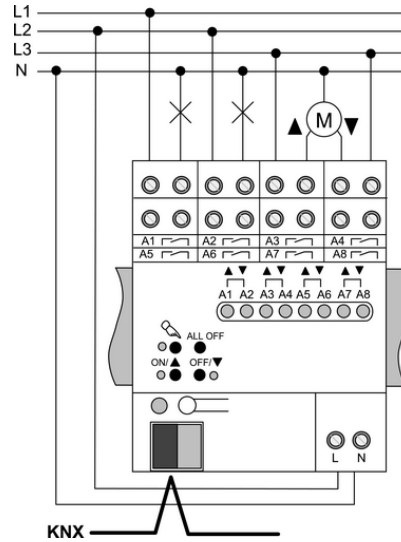 L1
L2
L3
N
M
A1 A2 A3 A4
A5 A6 A7 A8
▲▼ ▲▼ ▲▼ ▲▼
A1 A2 A3 A4 A5 A6 A7 A8
ALL OFF
ON/▲ OFF/▼
L N
KNX